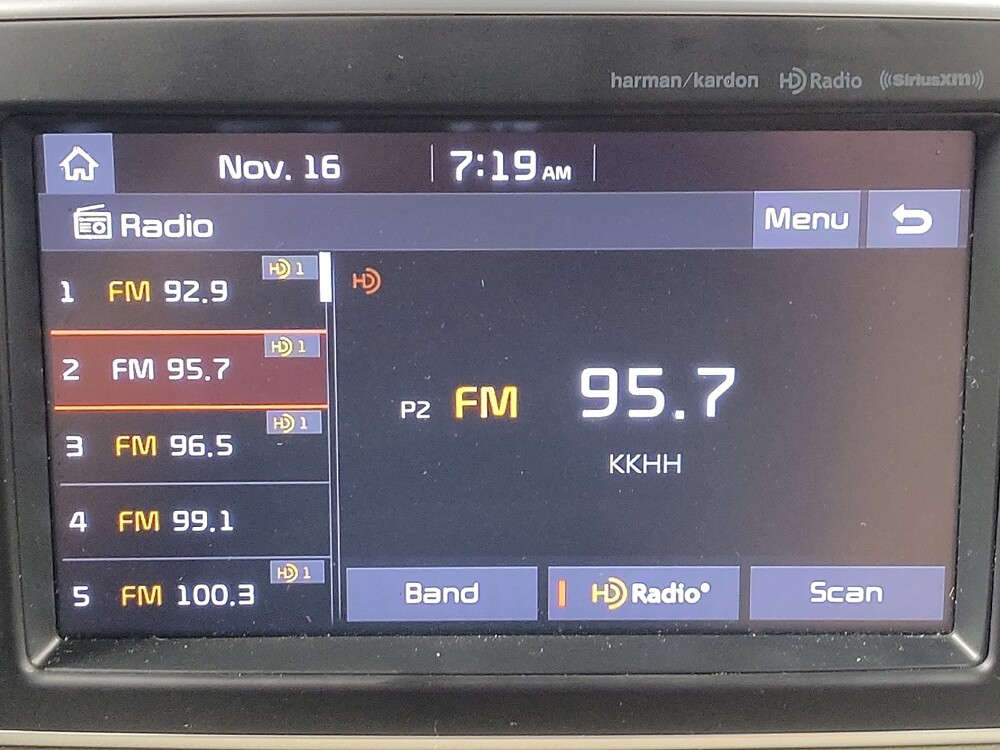 harman/kardon HD Radio SiriusXM
Nov. 16 7:19 AM
Radio Menu
1 FM 92.9 HD 1
2 FM 95.7 HD 1
3 FM 96.5 HD 1
4 FM 99.1
5 FM 100.3 HD 1
HD
P2 FM 95.7
KKHH
Band HD Radio® Scan